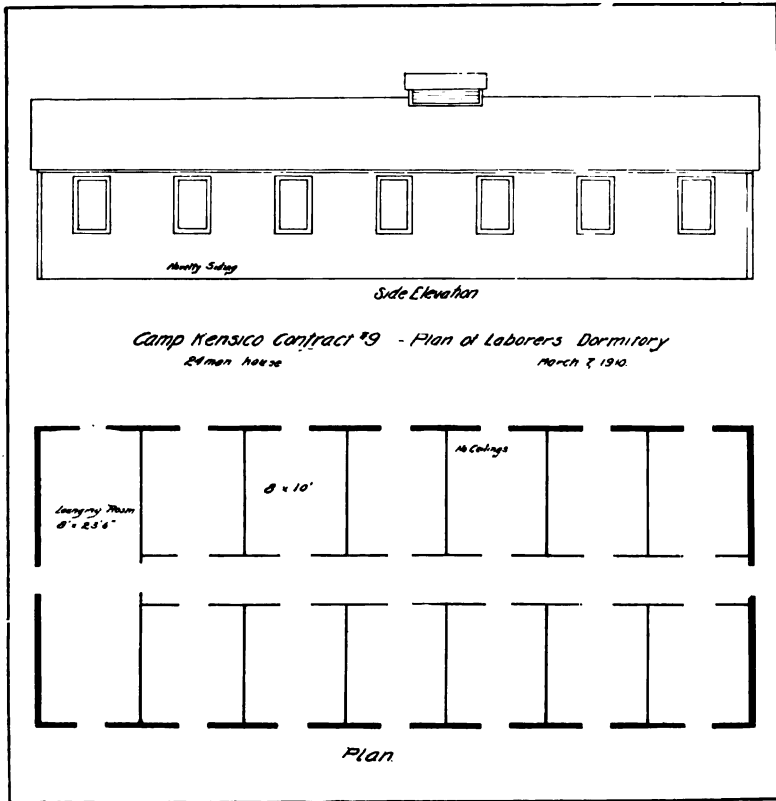 Novelty Siding
Side Elevation
Camp Kensico Contract #9 - Plan of Laborers Dormitory
24 man house March 7, 1910.
No Ceilings
8 x 10'
Lounging Room
8' x 23'6"
Plan.